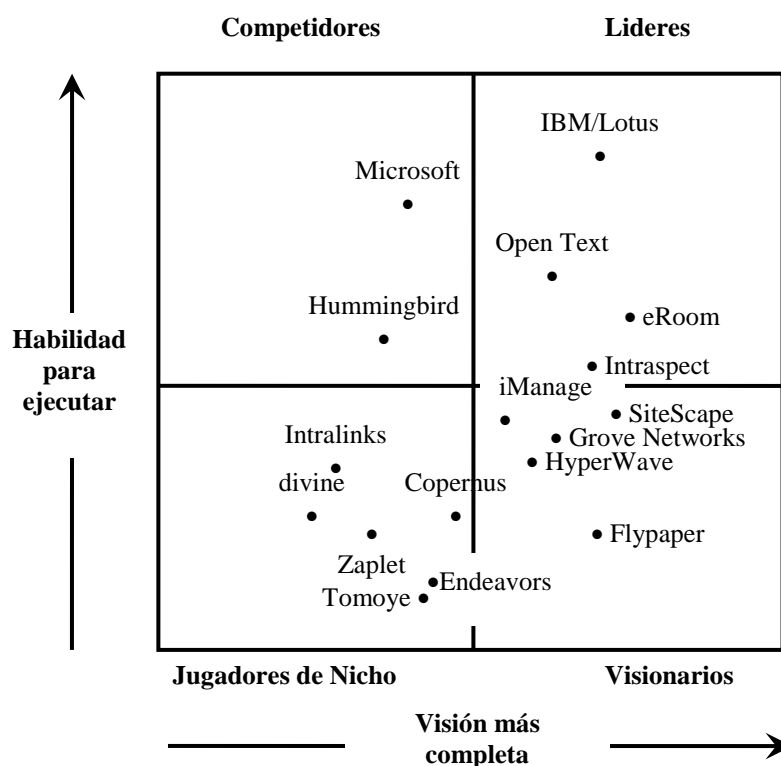 Competidores
Lideres
IBM/Lotus
Microsoft
Open Text
Hummingbird
eRoom
Habilidad
para
ejecutar
Intraspect
iManage
SiteScape
Intralinks
Grove Networks
HyperWave
divine
Copernus
Flypaper
Zaplet
Endeavors
Tomoye
Jugadores de Nicho
Visionarios
Visión más
completa